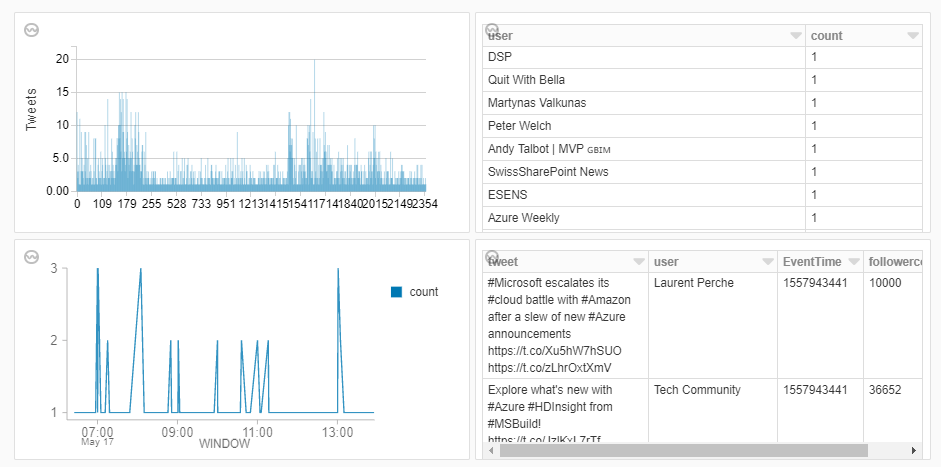 Tweets
20
15
10
5.0
0.00
0 109 179 255 528 733 951 1213 1415 1541 1714 1840 2015 2149 2354
user count
DSP 1
Quit With Bella 1
Martynas Valkunas 1
Peter Welch 1
Andy Talbot | MVP GBIM 1
SwissSharePoint News 1
ESENS 1
Azure Weekly 1
3
2
1
count
07:00 09:00 11:00 13:00
May 17
WINDOW
tweet user EventTime followerc
#Microsoft escalates its Laurent Perche 1557943441 10000
#cloud battle with #Amazon
after a slew of new #Azure
announcements
https://t.co/Xu5hW7hSUO
https://t.co/zLhrOxtXmV
Explore what's new with Tech Community 1557943441 36652
#Azure #HDInsight from
#MSBuild!